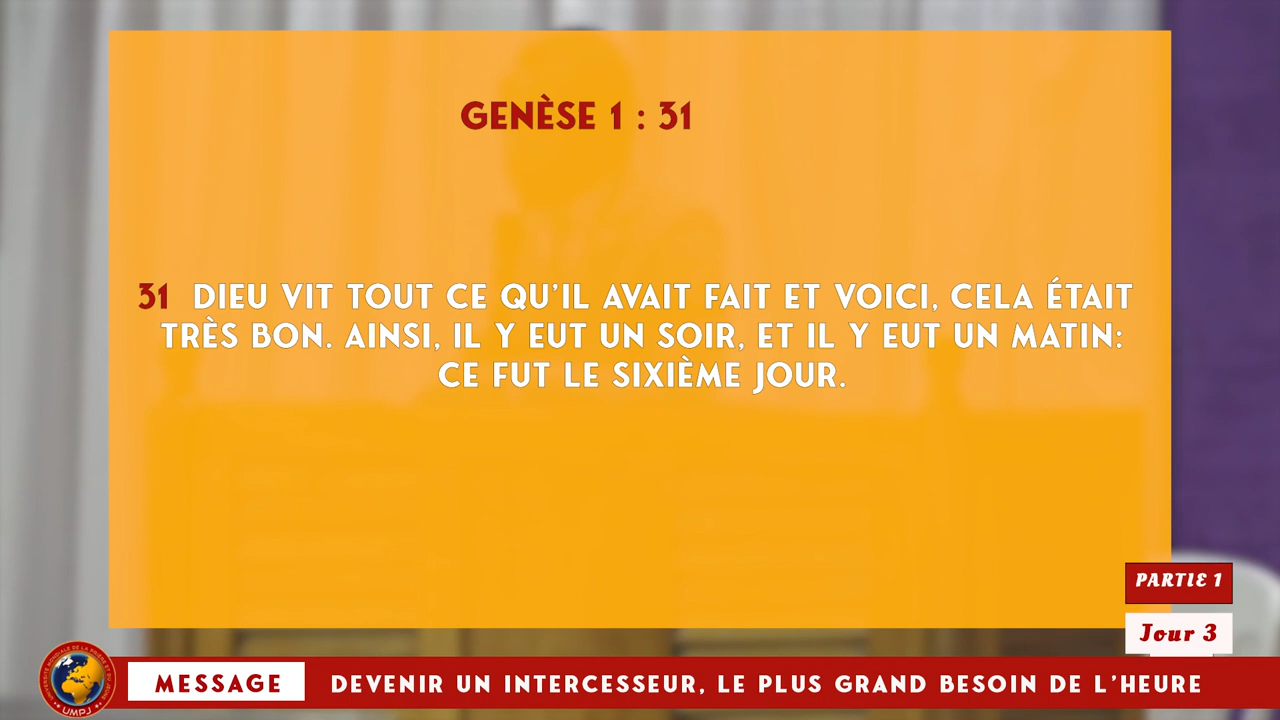 GENÈSE 1 : 31
31 DIEU VIT TOUT CE QU'IL AVAIT FAIT ET VOICI, CELA ÉTAIT
TRÈS BON. AINSI, IL Y EUT UN SOIR, ET IL Y EUT UN MATIN:
CE FUT LE SIXIÈME JOUR.
PARTIE 1
Jour 3
UMPJ
MESSAGE DEVENIR UN INTERCESSEUR, LE PLUS GRAND BESOIN DE L'HEURE